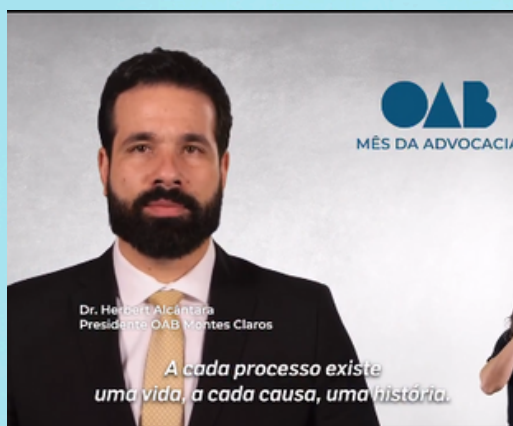 OAB
MÊS DA ADVOCACIA
Dr. Herbert Alcântara
Presidente OAB Montes Claros
A cada processo existe
uma vida, a cada causa, uma história.